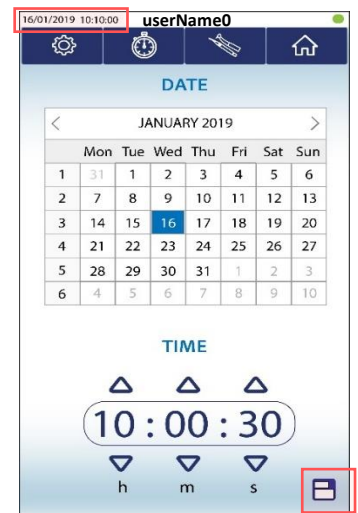 16/01/2019 10:10:00 userName0
DATE
< JANUARY 2019 >
Mon Tue Wed Thu Fri Sat Sun
1 31 1 2 3 4 5 6
2 7 8 9 10 11 12 13
3 14 15 16 17 18 19 20
4 21 22 23 24 25 26 27
5 28 29 30 31 1 2 3
6 4 5 6 7 8 9 10
TIME
10 : 00 : 30
h m s